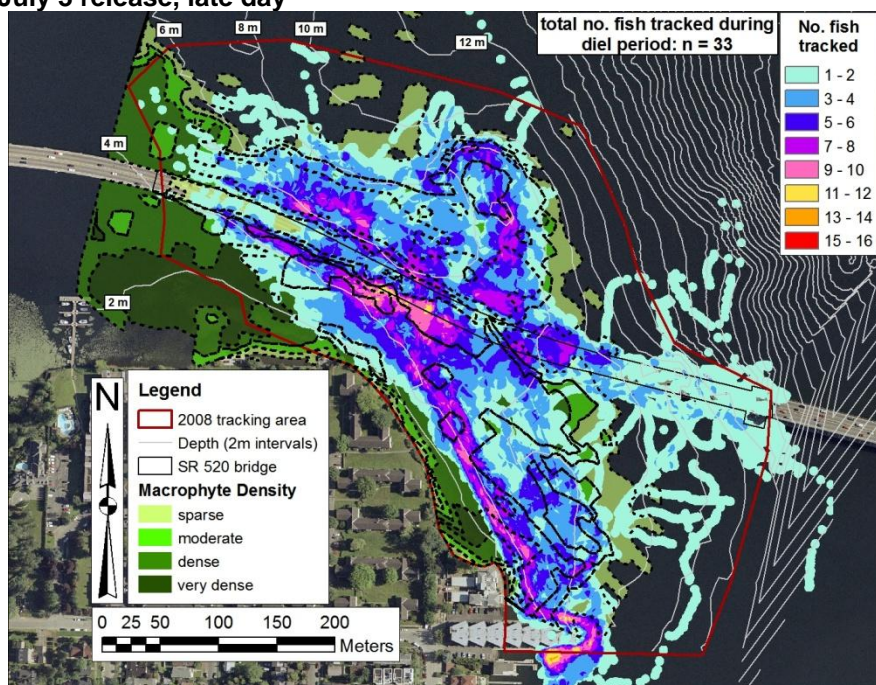 July 3 release, late day
6 m
8 m
10 m
12 m
total no. fish tracked during
diel period: n = 33
No. fish
tracked
1 - 2
3 - 4
5 - 6
7 - 8
9 - 10
11 - 12
13 - 14
15 - 16
4 m
2 m
N
Legend
2008 tracking area
Depth (2m intervals)
SR 520 bridge
Macrophyte Density
sparse
moderate
dense
very dense
0 25 50 100 150 200
Meters